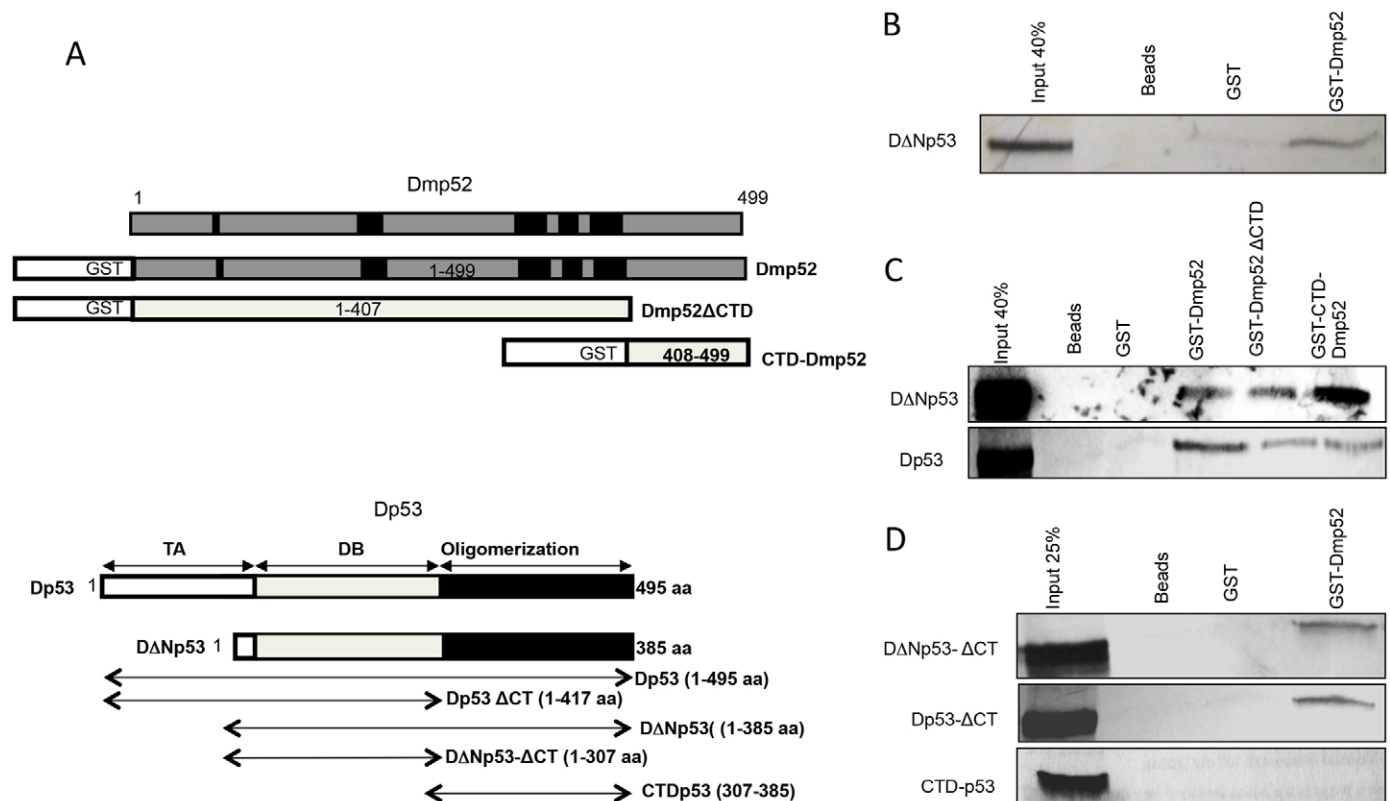 A
Dmp52
1 499
GST 1-499 Dmp52
GST 1-407 Dmp52ΔCTD
GST 408-499 CTD-Dmp52
Dp53
TA DB Oligomerization
Dp53 1 495 aa
DΔNp53 1 385 aa
Dp53 (1-495 aa)
Dp53 ΔCT (1-417 aa)
DΔNp53( (1-385 aa)
DΔNp53-ΔCT (1-307 aa)
CTDp53 (307-385)
B
Input 40% Beads GST GST-Dmp52
DΔNp53
C
Input 40% Beads GST GST-Dmp52 GST-Dmp52 ΔCTD GST-CTD-
Dmp52
DΔNp53
Dp53
D
Input 25% Beads GST GST-Dmp52
DΔNp53- ΔCT
Dp53-ΔCT
CTD-p53